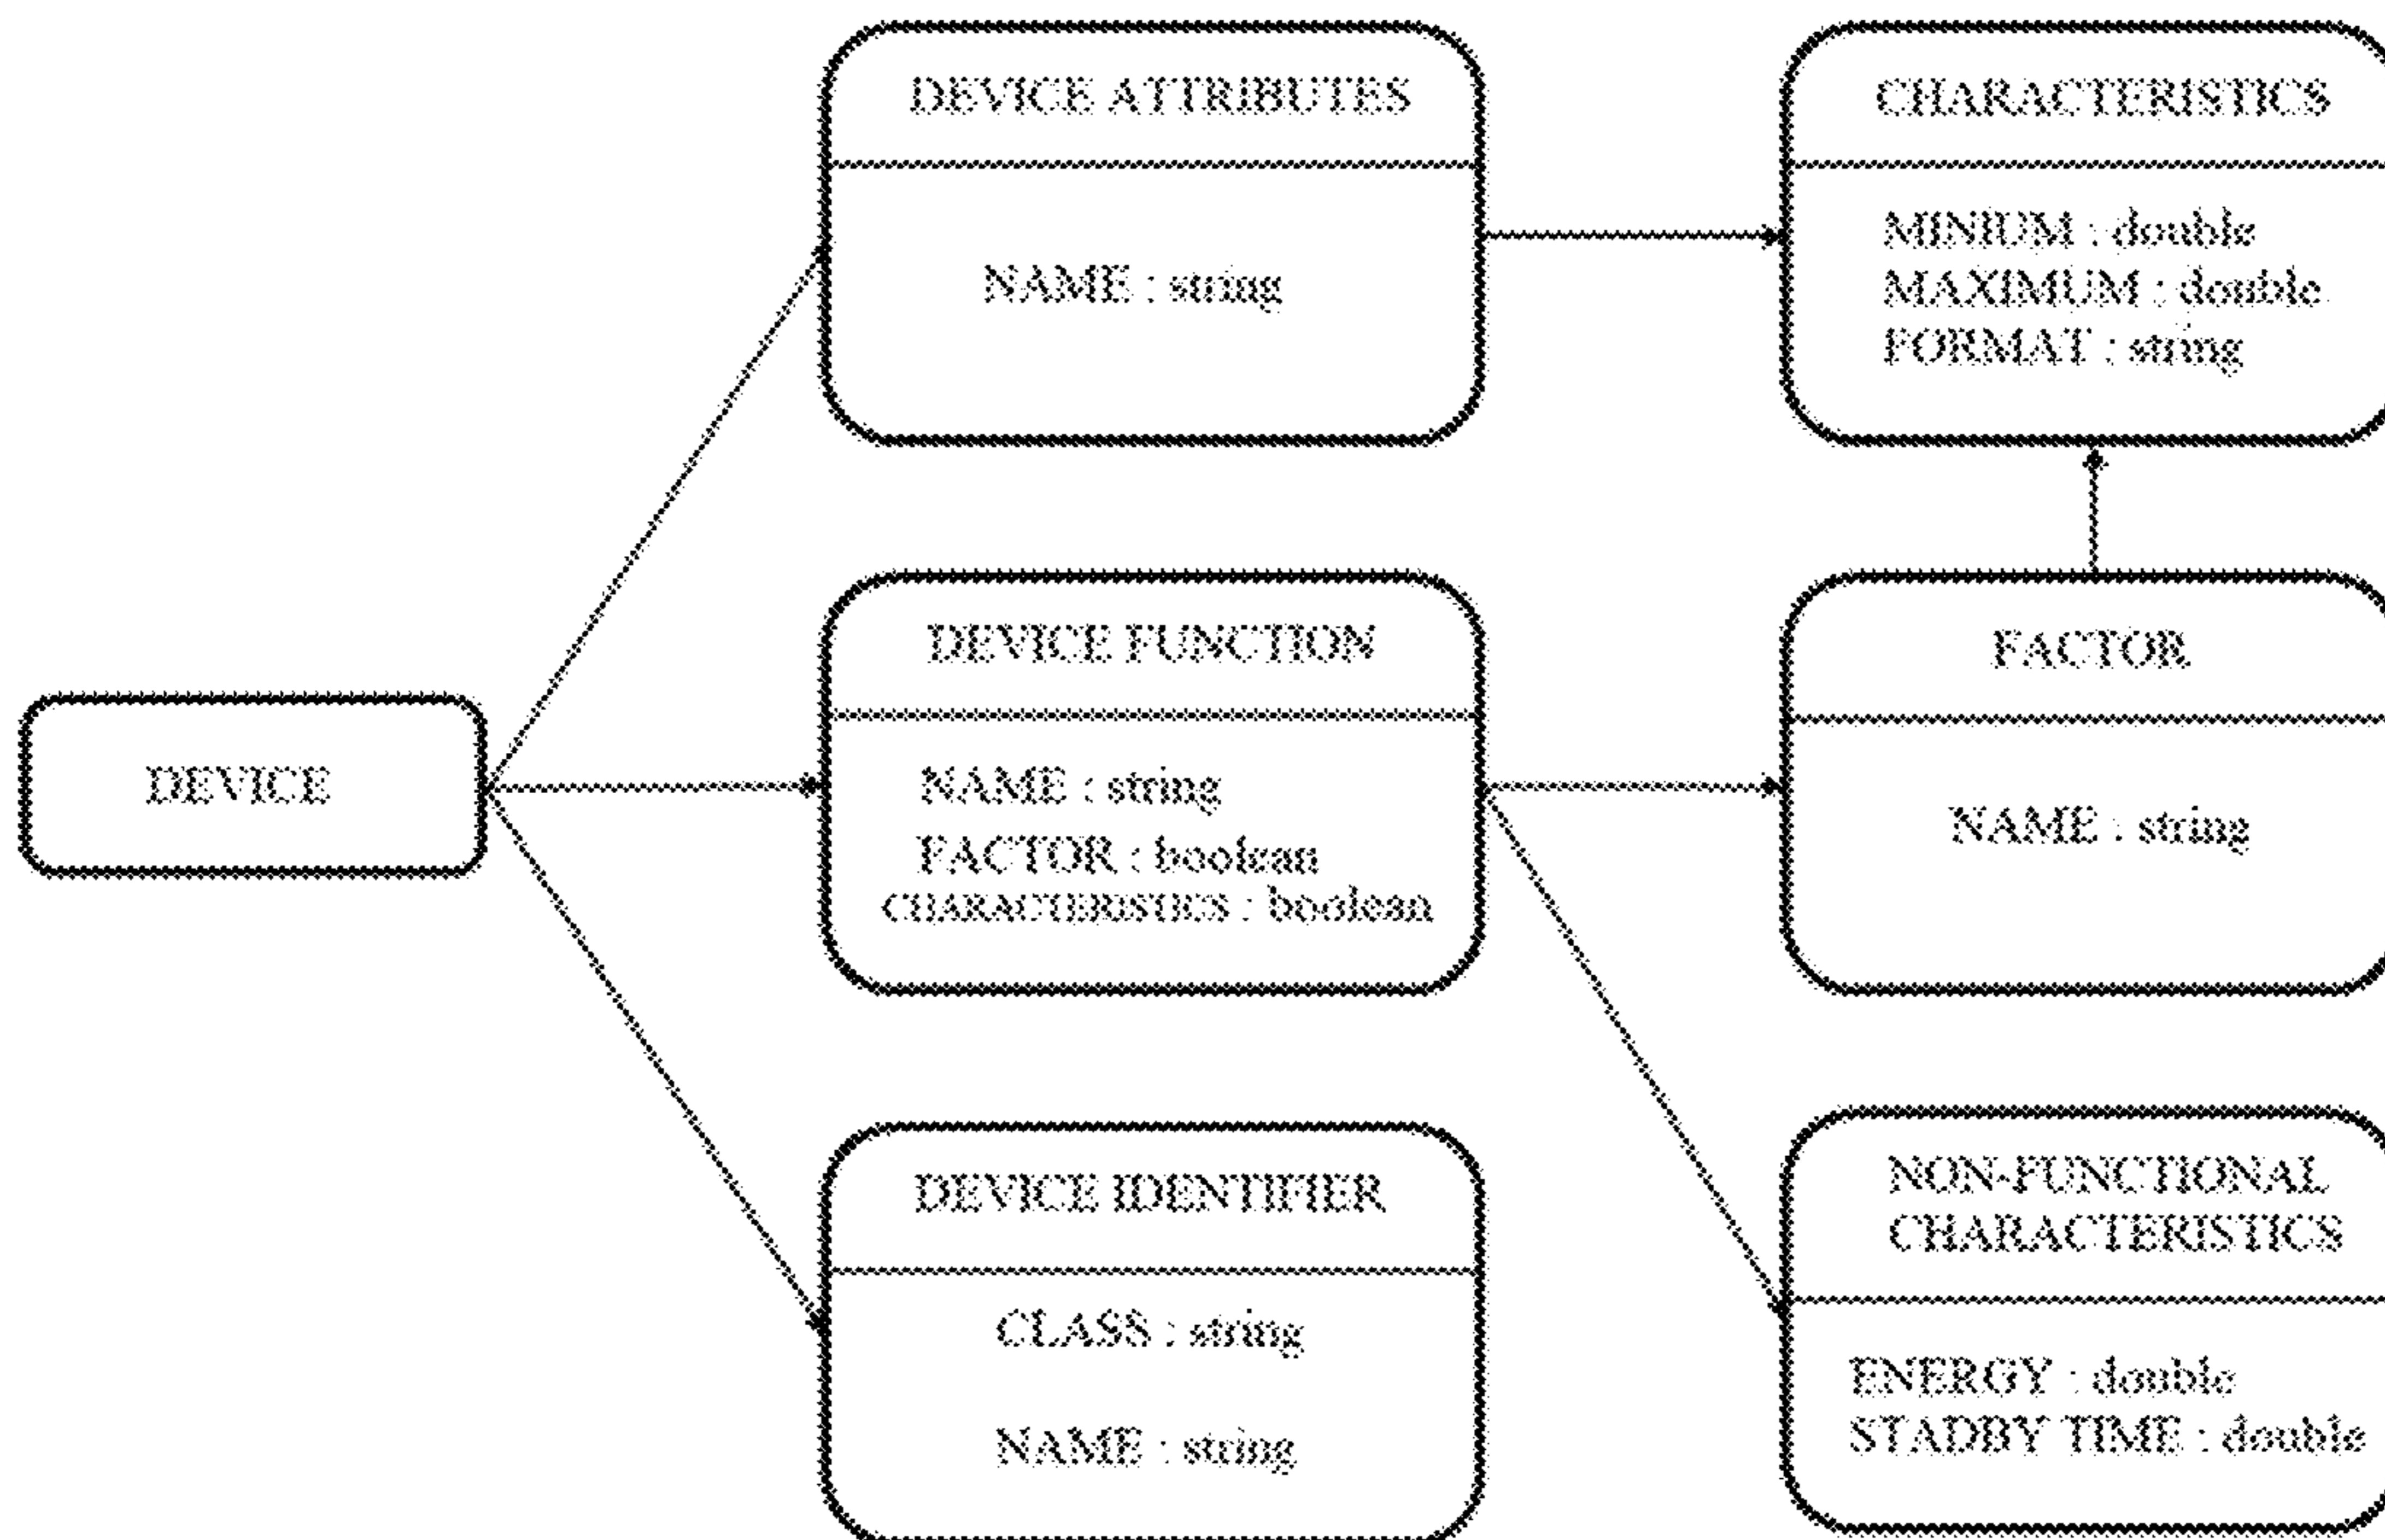 DEVICE ATTRIBUTES
NAME : string
CHARACTERISTICS
MINIUM : double
MAXIMUM : double
FORMAT : string
DEVICE
DEVICE FUNCTION
NAME : string
FACTOR : boolean
CHARACTERISTICS : boolean
FACTOR
NAME : string
DEVICE IDENTIFIER
CLASS : string
NAME : string
NON-FUNCTIONAL
CHARACTERISTICS
ENERGY : double
STADBY TIME : double